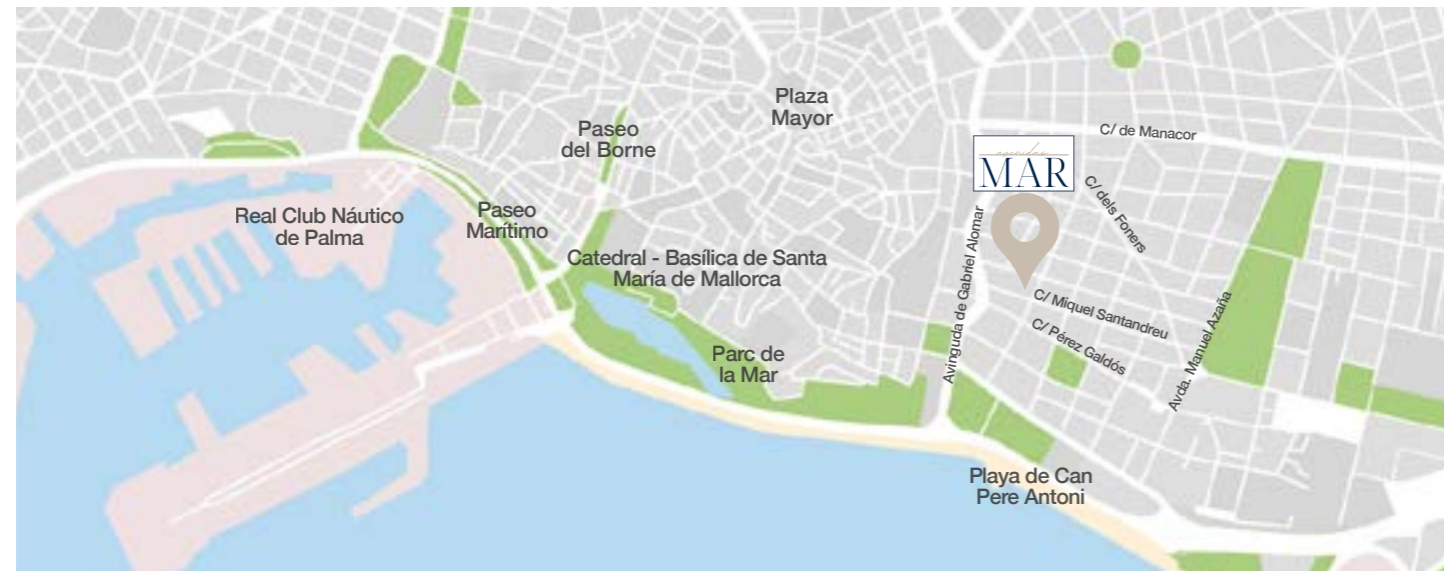 Plaza
Mayor
C/ de Manacor
Paseo
del Borne
MAR
C/ dels Foners
Real Club Náutico
de Palma
Paseo
Marítimo
Avinguda de Gabriel Alomar
Catedral - Basílica de Santa
María de Mallorca
C/ Miquel Santandreu
C/ Pérez Galdós
Avda. Manuel Azaña
Parc de
la Mar
Playa de Can
Pere Antoni